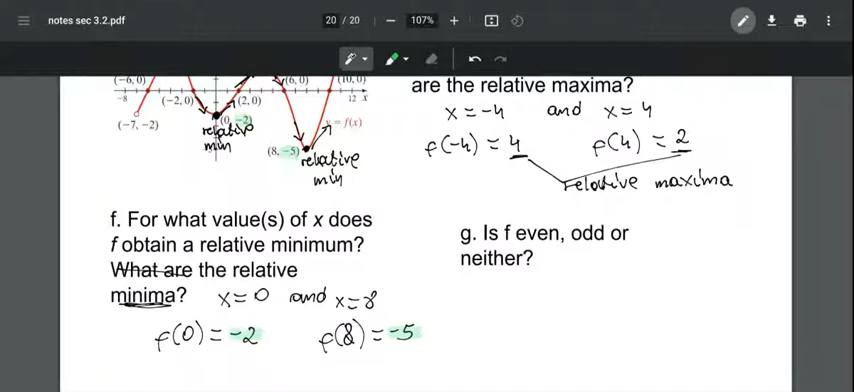 notes sec 3.2.pdf
20 / 20
107%
(-6, 0)
(6, 0)
(10, 0)
-8
(-2, 0)
(2, 0)
12 x
(-7, -2)
(0, -2)
y = f(x)
relative
min
(8, -5)
relative
min
are the relative maxima?
x = -4 and x = 4
f(-4) = 4 f(4) = 2
relative maxima
f. For what value(s) of x does
f obtain a relative minimum?
What are the relative
minima? x = 0 and x = 8
f(0) = -2 f(8) = -5
g. Is f even, odd or
neither?